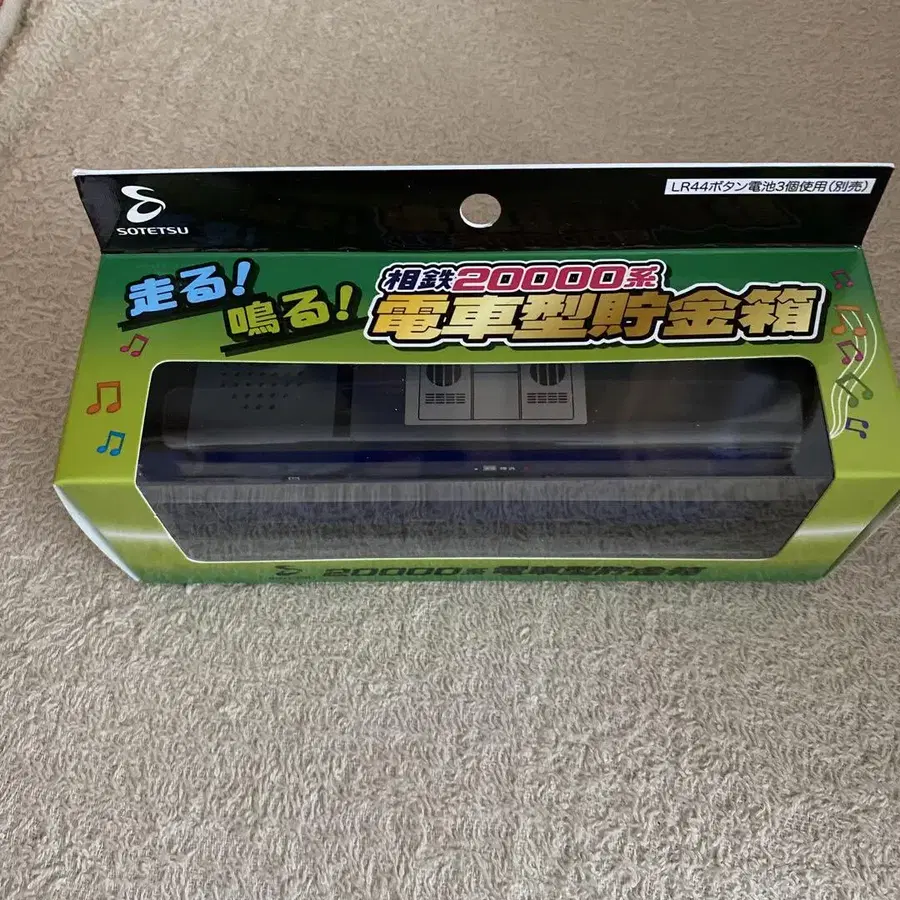 SOTETSU
LR44ボタン電池3個使用(別売)
走る!
鳴る!
相鉄20000系
電車型貯金箱
20000系 電車型貯金箱